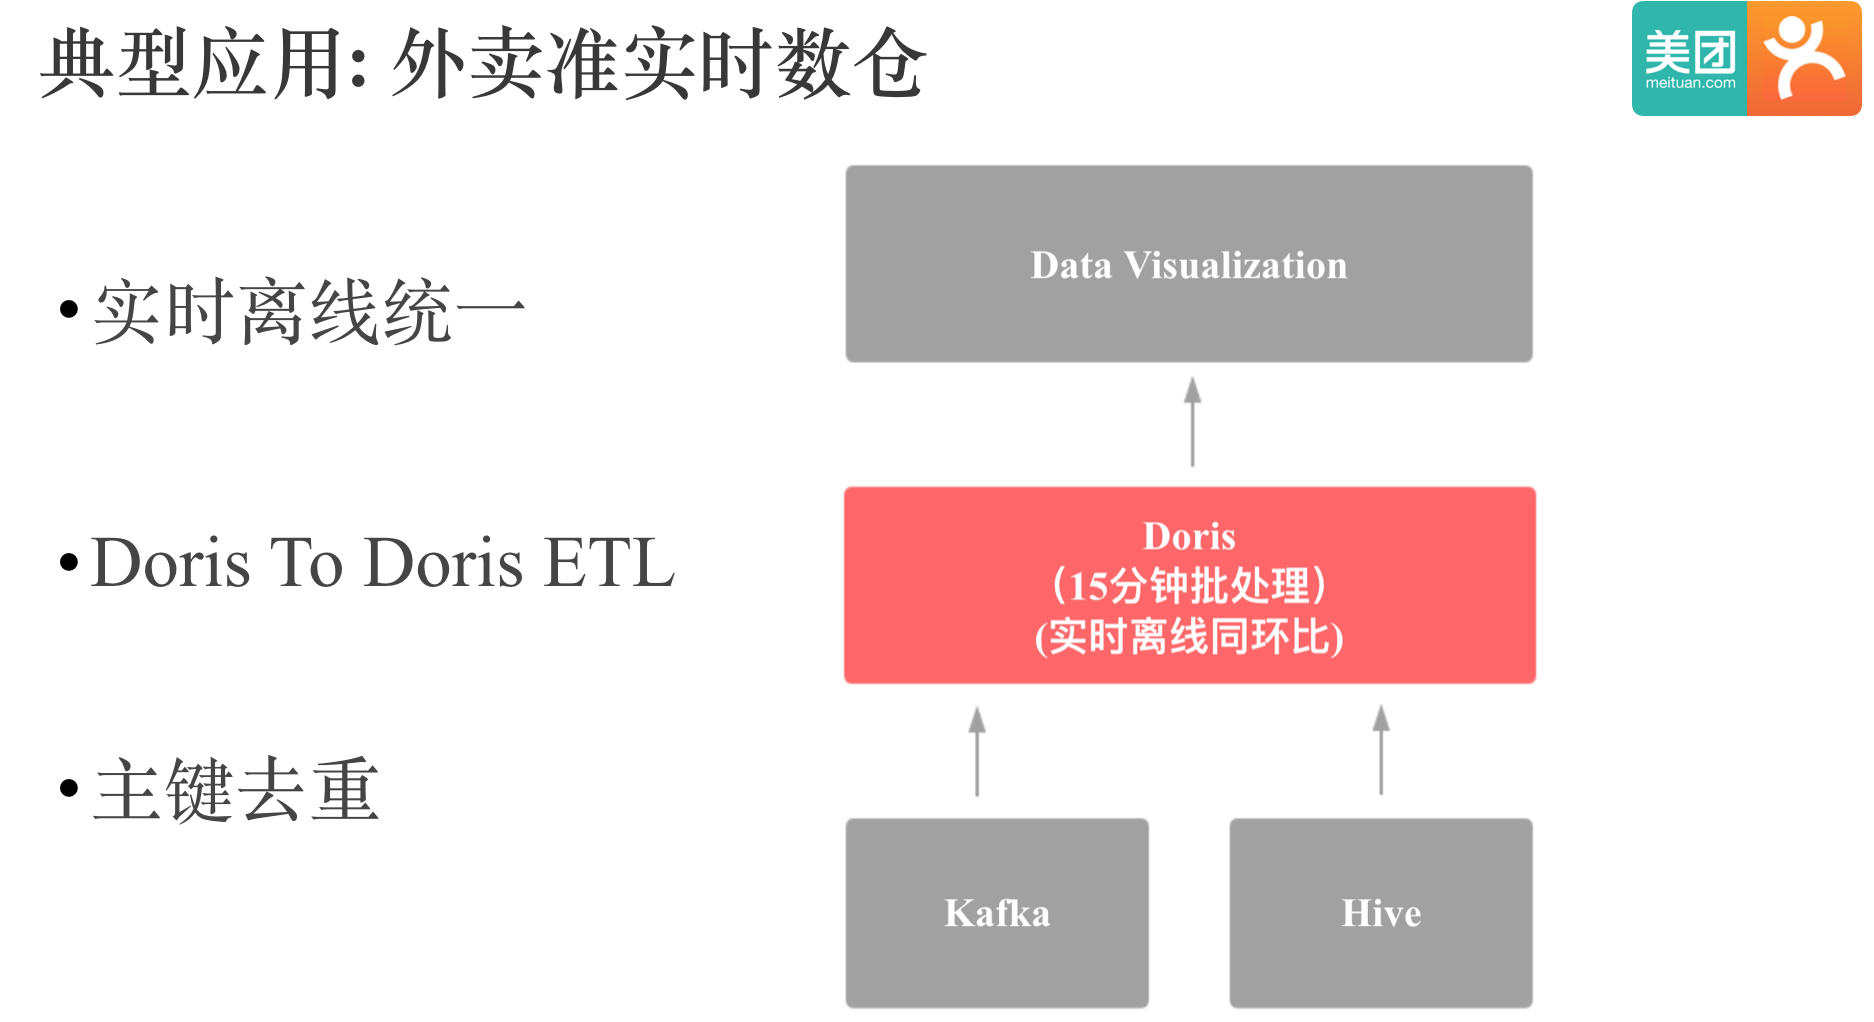 典型应用: 外卖准实时数仓
美团
meituan.com
•实时离线统一
•Doris To Doris ETL
•主键去重
Data Visualization
Doris
（15分钟批处理）
(实时离线同环比)
Kafka
Hive